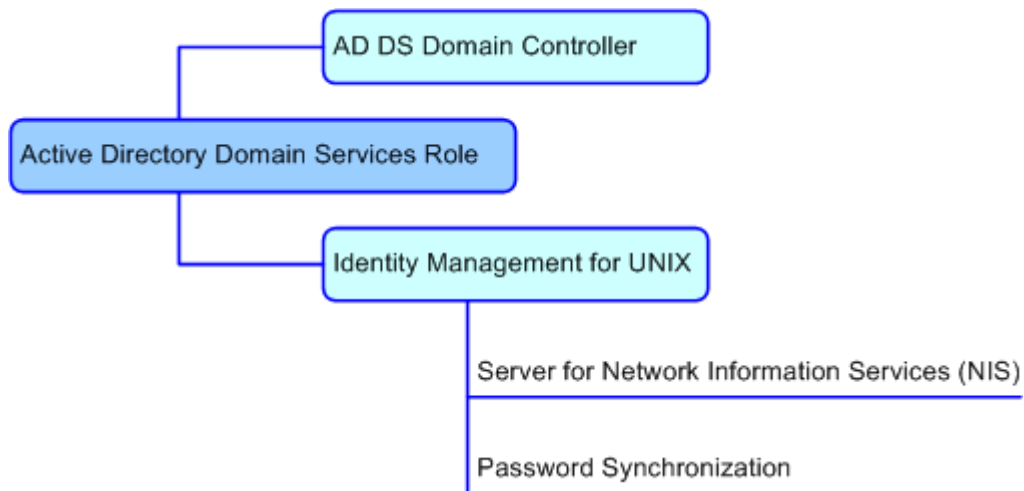 AD DS Domain Controller
Active Directory Domain Services Role
Identity Management for UNIX
Server for Network Information Services (NIS)
Password Synchronization